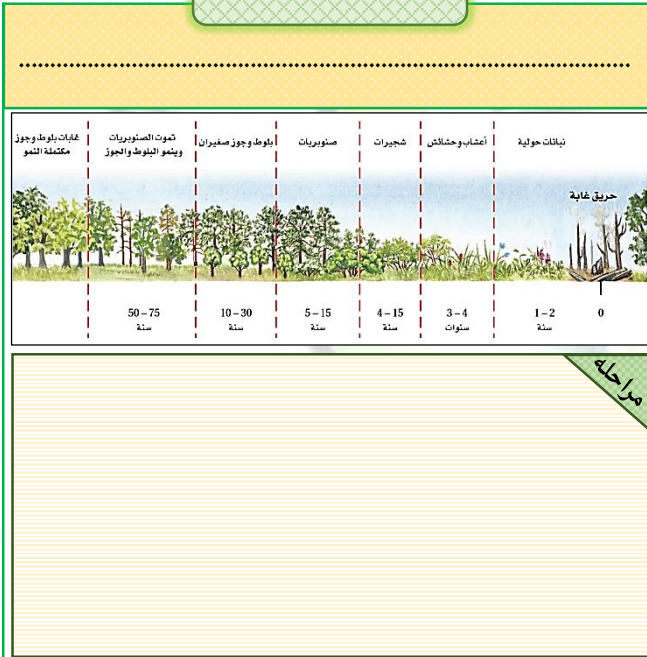 حريق غابة
نباتات حولية
أعشاب وحشائش
شجيرات
صنوبريات
بلوط وجوز صغيران
تموت الصنوبريات
وينمو البلوط والجوز
غابات بلوط وجوز
مكتملة النمو
0
1 – 2
سنة
3 – 4
سنوات
4 – 15
سنة
5 – 15
سنة
10 – 30
سنة
50 – 75
سنة
مراحله